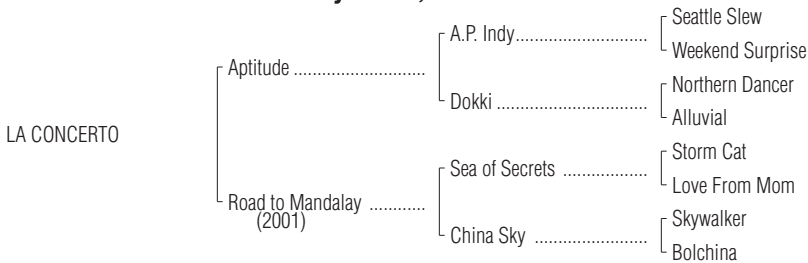 Seattle Slew
A.P. Indy..............................
Weekend Surprise
Aptitude ............................
Northern Dancer
Dokki ..................................
Alluvial
LA CONCERTO
Storm Cat
Sea of Secrets ...................
Love From Mom
Road to Mandalay ............
(2001)
Skywalker
China Sky .........................
Bolchina